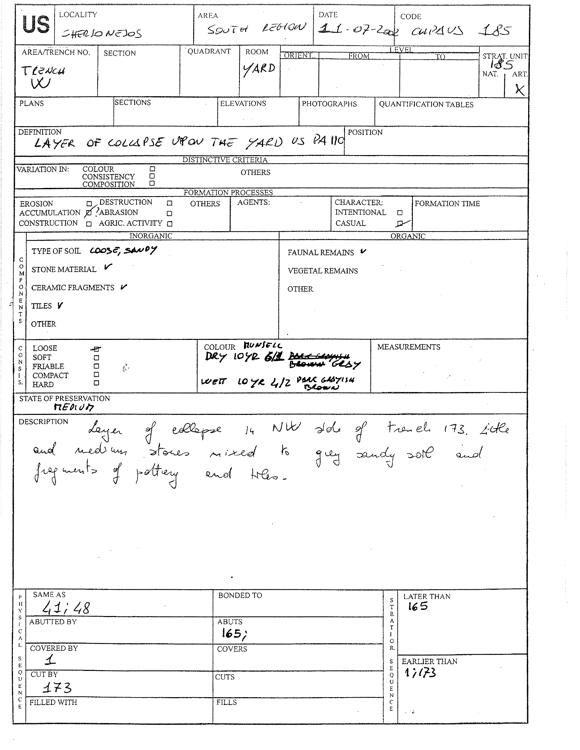 US LOCALITY AREA DATE CODE
CHERSONESOS SOUTH REGION 11-07-2002 185
AREA/TRENCH NO. SECTION QUADRANT ROOM LEVEL STRAT. UNIT
ORIENT. FROM TO 185
TRENCH YARD NAT. ART.
W X
PLANS SECTIONS ELEVATIONS PHOTOGRAPHS QUANTIFICATION TABLES
DEFINITION POSITION
LAYER OF COLLAPSE UPON THE YARD US PA 110
DISTINCTIVE CRITERIA
VARIATION IN: COLOUR OTHERS
CONSISTENCY
COMPOSITION
FORMATION PROCESSES
EROSION DESTRUCTION OTHERS AGENTS: CHARACTER: FORMATION TIME
ACCUMULATION ABRASION INTENTIONAL
CONSTRUCTION AGRIC. ACTIVITY CASUAL
INORGANIC ORGANIC
COMPONENTS
TYPE OF SOIL LOOSE, SANDY FAUNAL REMAINS ✓
STONE MATERIAL ✓ VEGETAL REMAINS
CERAMIC FRAGMENTS ✓ OTHER
TILES ✓
OTHER
CONSIS.
LOOSE COLOUR MUNSELL MEASUREMENTS
SOFT DRY 10YR 6/1 GRAY
FRIABLE
COMPACT WETT 10YR 4/2 DARK GRAYISH
HARD BROWN
STATE OF PRESERVATION
MEDIUM
DESCRIPTION Layer of collapse in NW side of trench 173. Little
and medium stones mixed to grey sandy soil and
fragments of pottery and tiles.
PHYSICAL SEQUENCE
SAME AS BONDED TO
41; 48
ABUTTED BY ABUTS
165;
COVERED BY COVERS
1
CUT BY CUTS
173
FILLED WITH FILLS
STRATIGR. SEQUENCE
LATER THAN
165
EARLIER THAN
1; 173